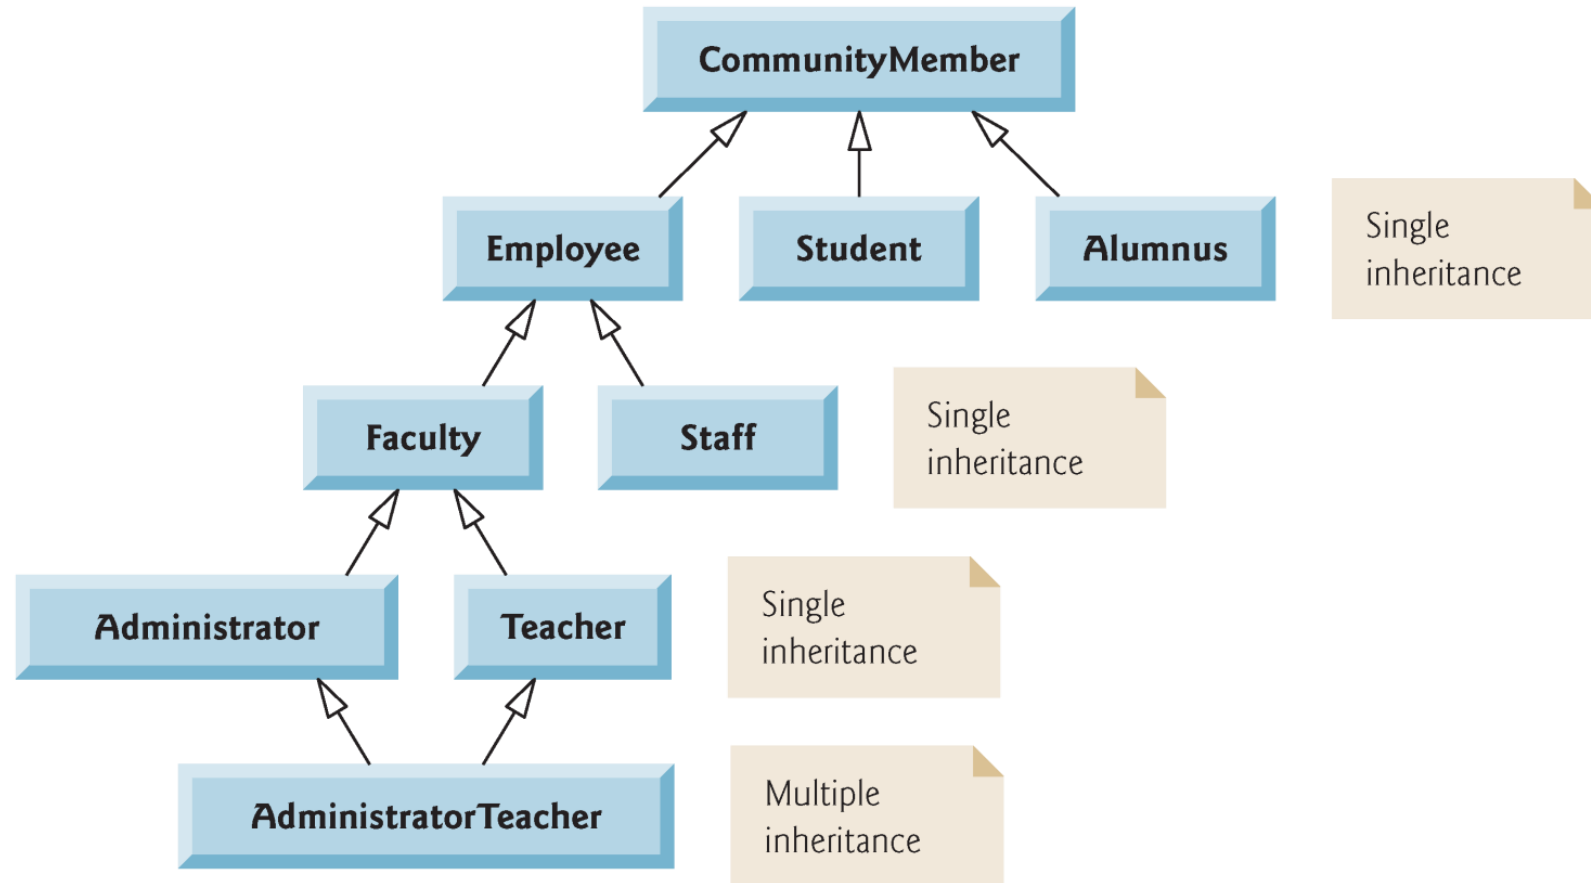 CommunityMember
Employee
Student
Alumnus
Single
inheritance
Faculty
Staff
Single
inheritance
Administrator
Teacher
Single
inheritance
AdministratorTeacher
Multiple
inheritance